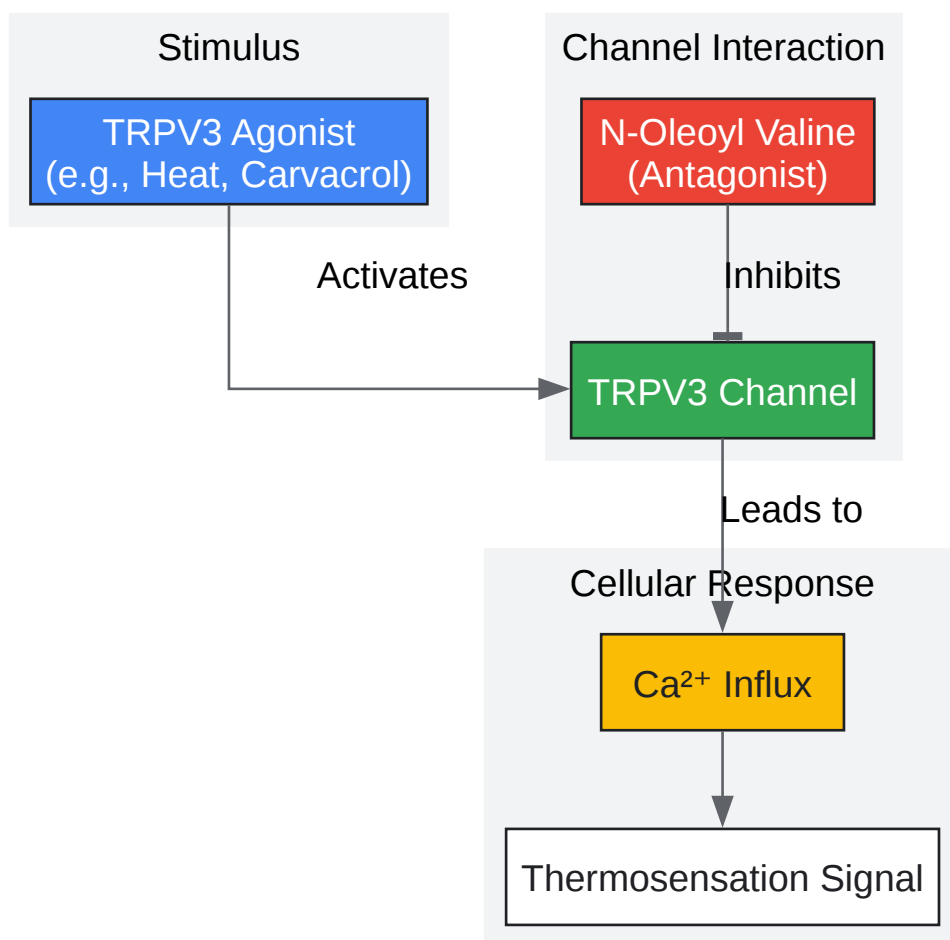 Stimulus
TRPV3 Agonist
(e.g., Heat, Carvacrol)
Channel Interaction
N-Oleoyl Valine
(Antagonist)
Activates
Inhibits
TRPV3 Channel
Leads to
Cellular Response
Ca²⁺ Influx
Thermosensation Signal